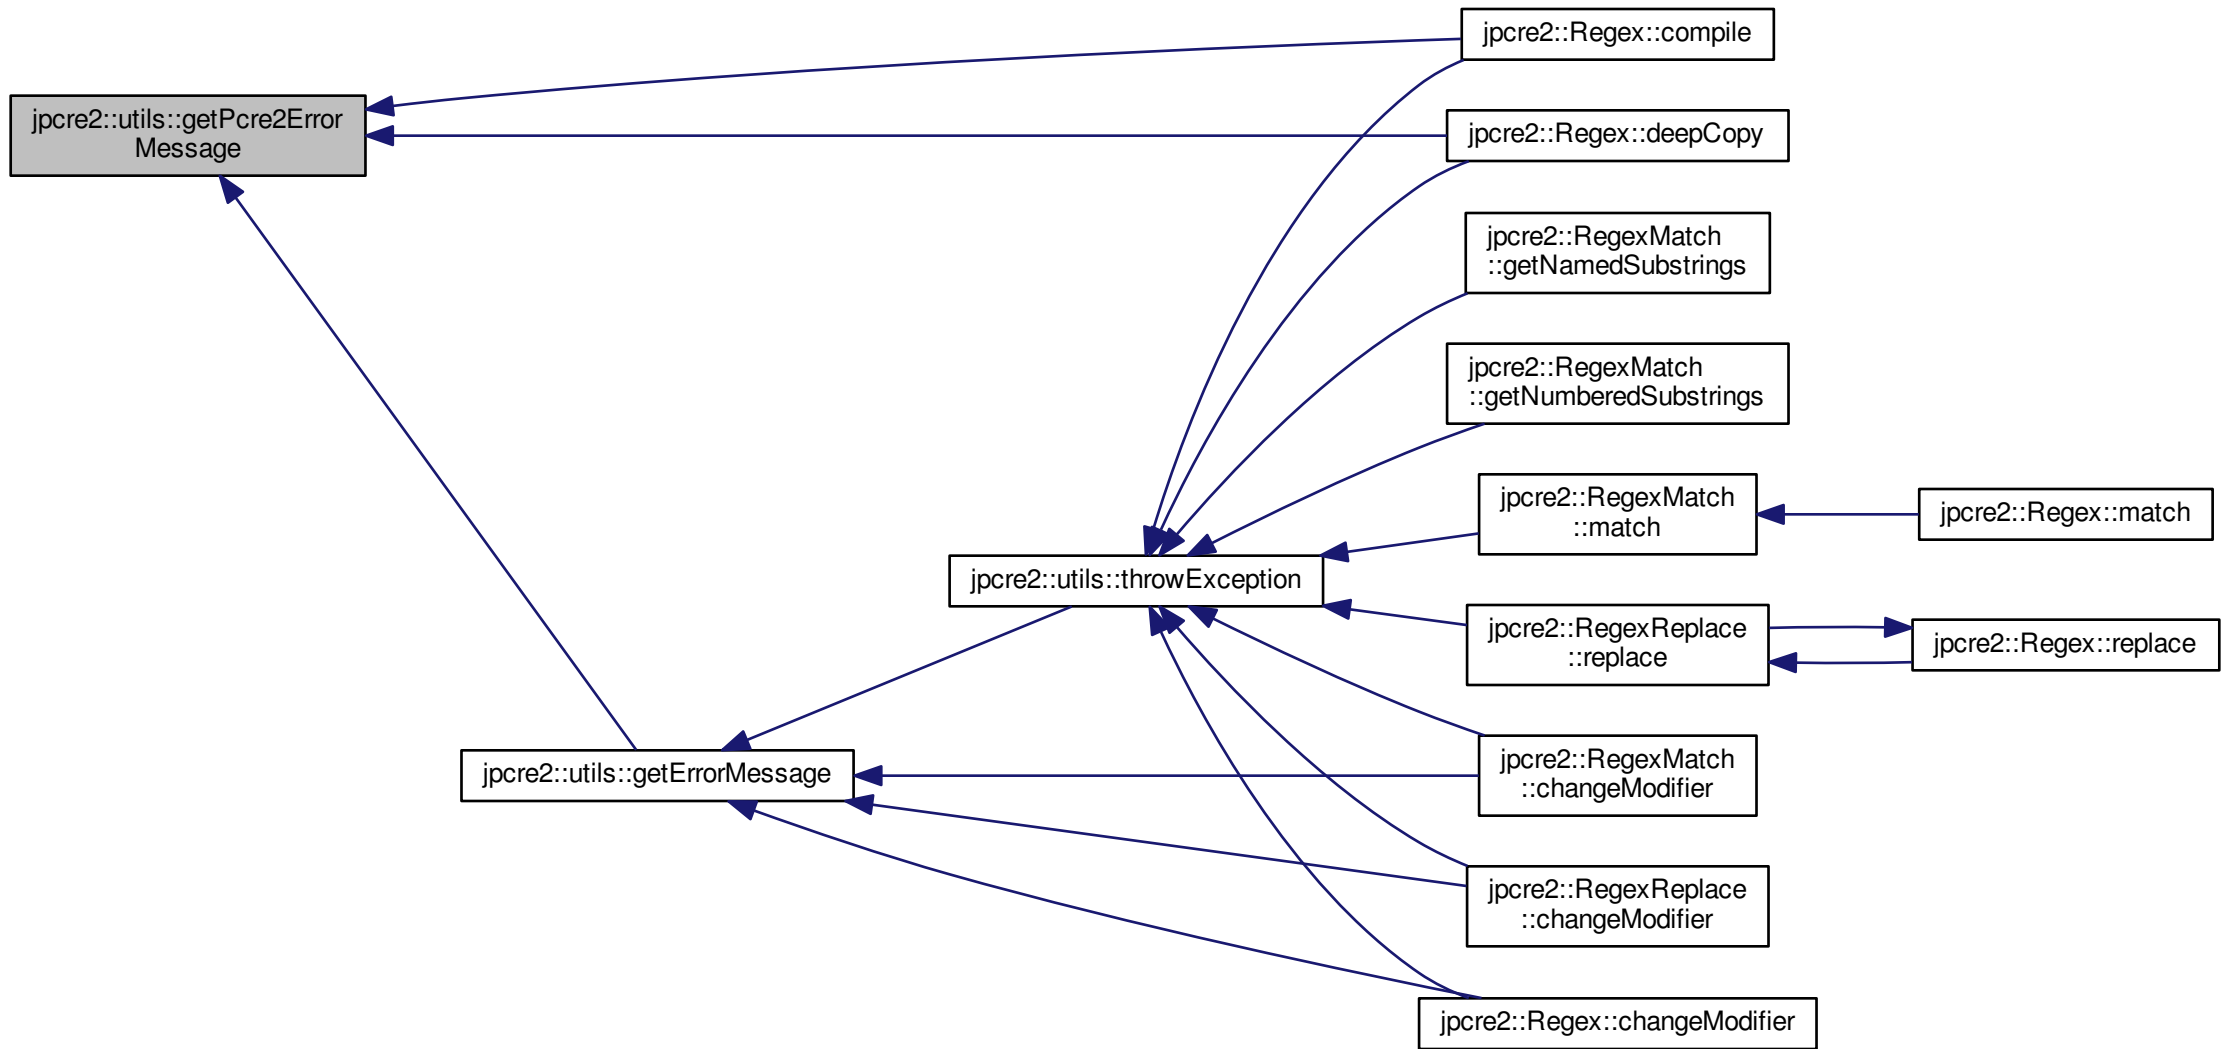 jpcre2::utils::getPcre2Error
Message
jpcre2::Regex::compile
jpcre2::Regex::deepCopy
jpcre2::RegexMatch
::getNamedSubstrings
jpcre2::RegexMatch
::getNumberedSubstrings
jpcre2::RegexMatch
::match
jpcre2::Regex::match
jpcre2::utils::throwException
jpcre2::RegexReplace
::replace
jpcre2::Regex::replace
jpcre2::utils::getErrorMessage
jpcre2::RegexMatch
::changeModifier
jpcre2::RegexReplace
::changeModifier
jpcre2::Regex::changeModifier